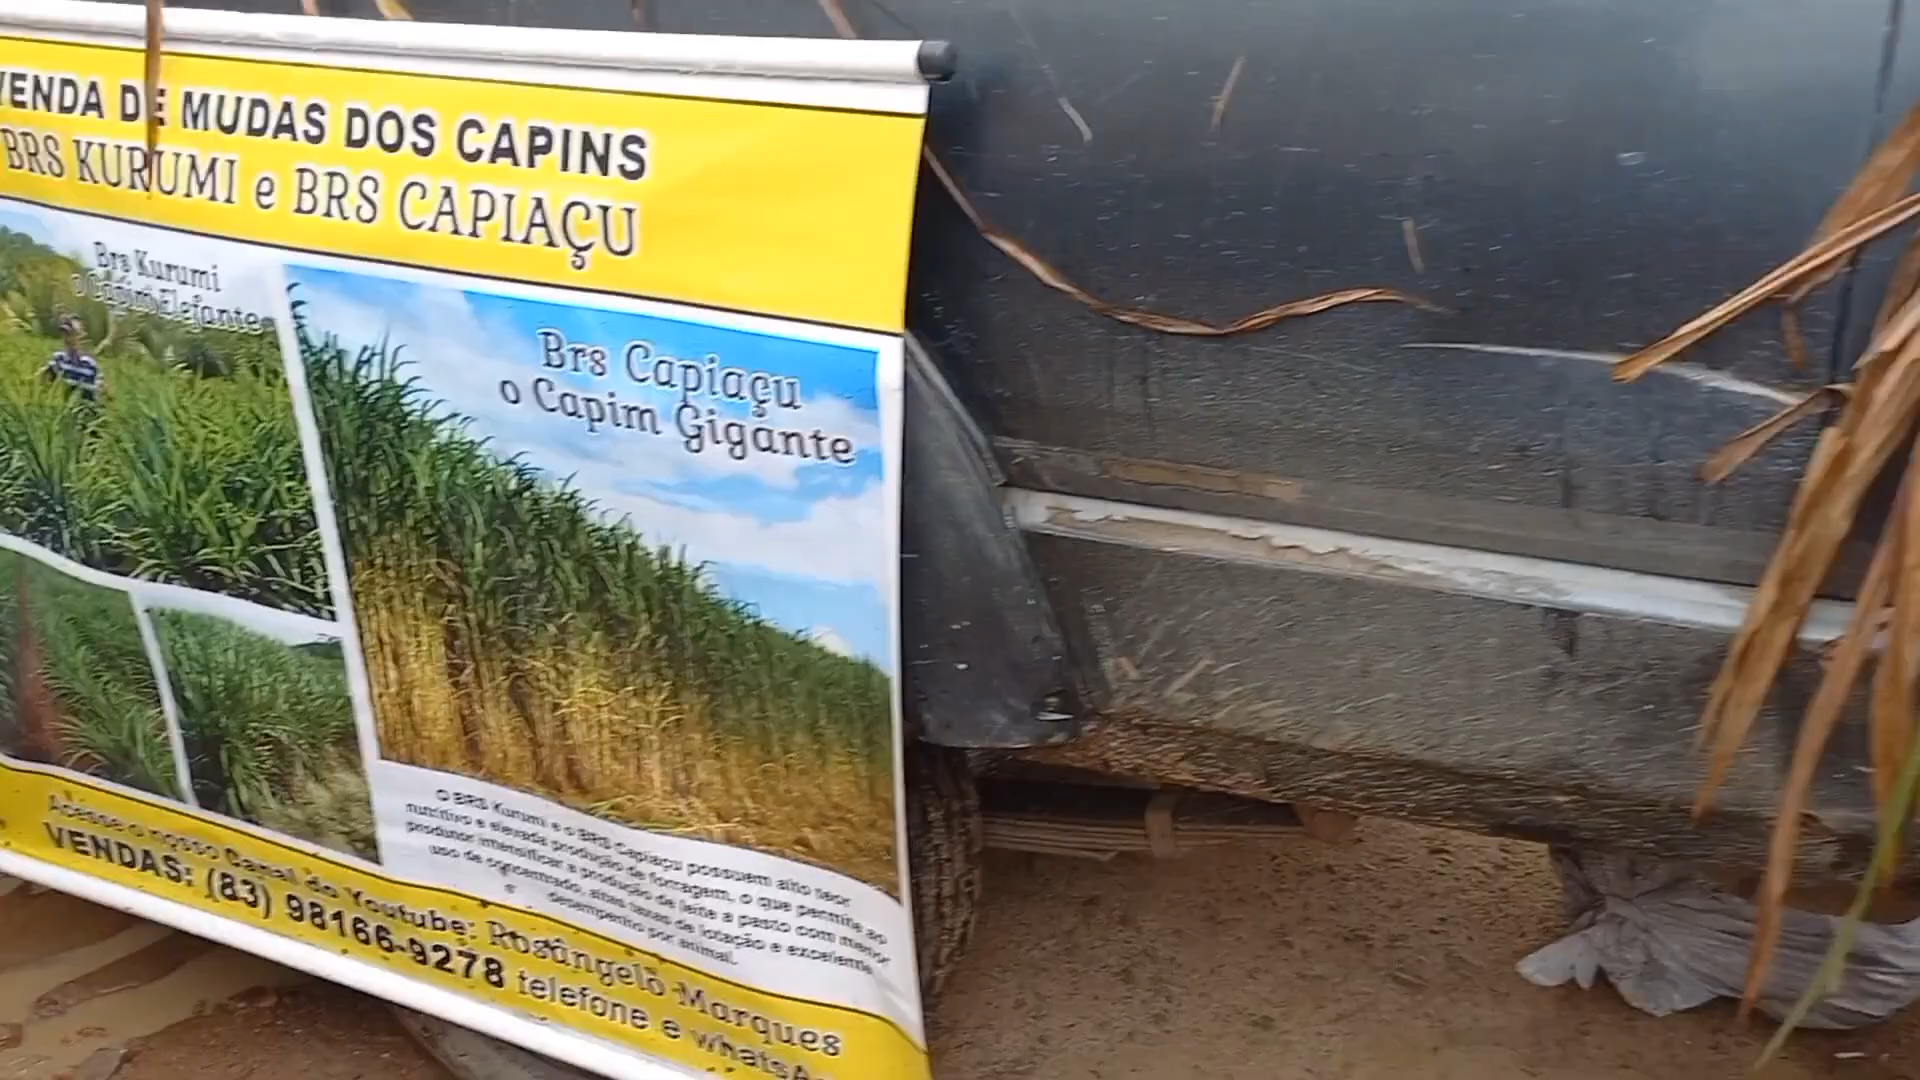 VENDA DE MUDAS DOS CAPINS
BRS KURUMI e BRS CAPIAÇU
Brs Kurumi
o Capim Elefante
Brs Capiaçu
o Capim Gigante
O BRS Kurumi e o BRS Capiaçu possuem alto teor
nutritivo e elevada produção de forragem, o que permite ao
produtor intensificar a produção de leite a pasto com menor
uso de concentrado, altas taxas de lotação e excelente
desempenho por animal.
Acesse o nosso Canal do Youtube: Rosângelo Marques
VENDAS: (83) 98166-9278 telefone e whatsA